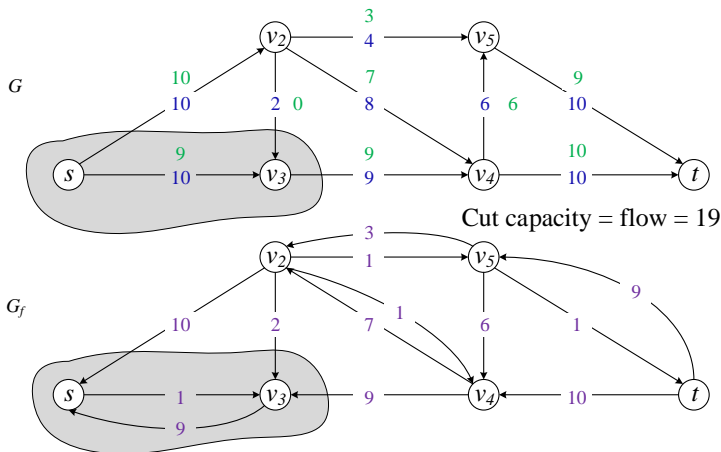 3
v2 4 v5
10 7 9
G 10 2 0 8 6 6 10
9 9 10
s 10 v3 9 v4 10 t
Cut capacity = flow = 19
3
v2 1 v5
9
Gf 10 2 7 1 6 1
s 1 v3 9 v4 10 t
9